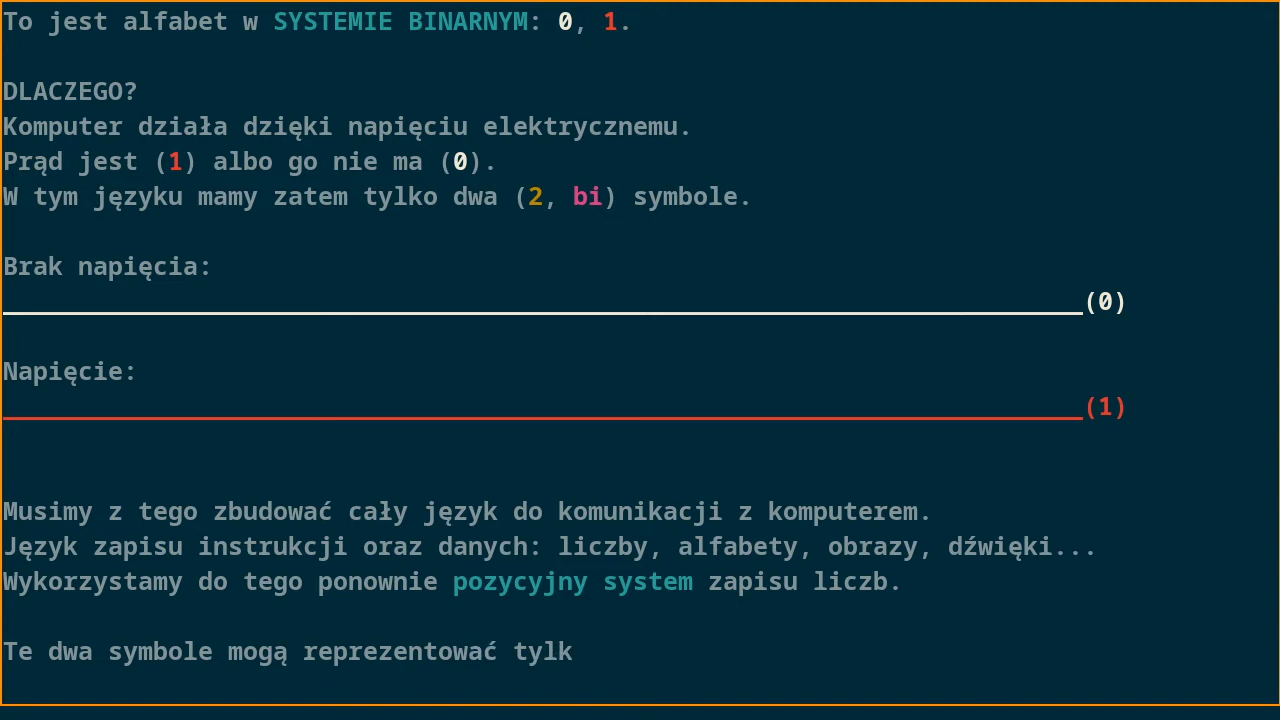 To jest alfabet w SYSTEMIE BINARNYM: 0, 1.
DLACZEGO?
Komputer działa dzięki napięciu elektrycznemu.
Prąd jest (1) albo go nie ma (0).
W tym języku mamy zatem tylko dwa (2, bi) symbole.
Brak napięcia:
(0)
Napięcie:
(1)
Musimy z tego zbudować cały język do komunikacji z komputerem.
Język zapisu instrukcji oraz danych: liczby, alfabety, obrazy, dźwięki...
Wykorzystamy do tego ponownie pozycyjny system zapisu liczb.
Te dwa symbole mogą reprezentować tylk